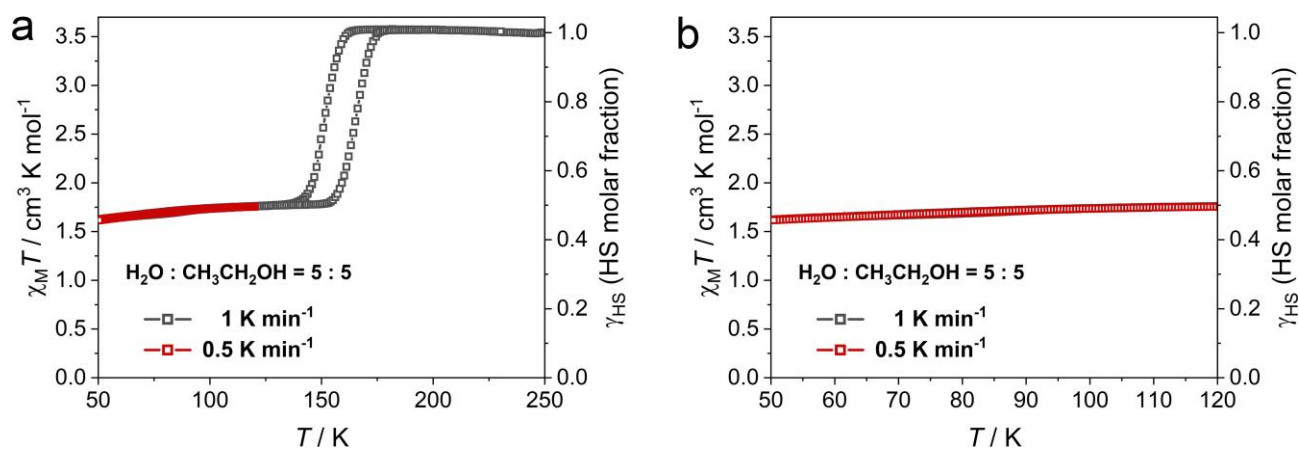 a
χ_M T / cm³ K mol⁻¹
3.5
3.0
2.5
2.0
1.5
1.0
0.5
0.0
H₂O : CH₃CH₂OH = 5 : 5
1 K min⁻¹
0.5 K min⁻¹
50 100 150 200 250
T / K
1.0
0.8
0.6
0.4
0.2
0.0
γ_HS (HS molar fraction)
b
χ_M T / cm³ K mol⁻¹
3.5
3.0
2.5
2.0
1.5
1.0
0.5
0.0
H₂O : CH₃CH₂OH = 5 : 5
1 K min⁻¹
0.5 K min⁻¹
50 60 70 80 90 100 110 120
T / K
1.0
0.8
0.6
0.4
0.2
0.0
γ_HS (HS molar fraction)